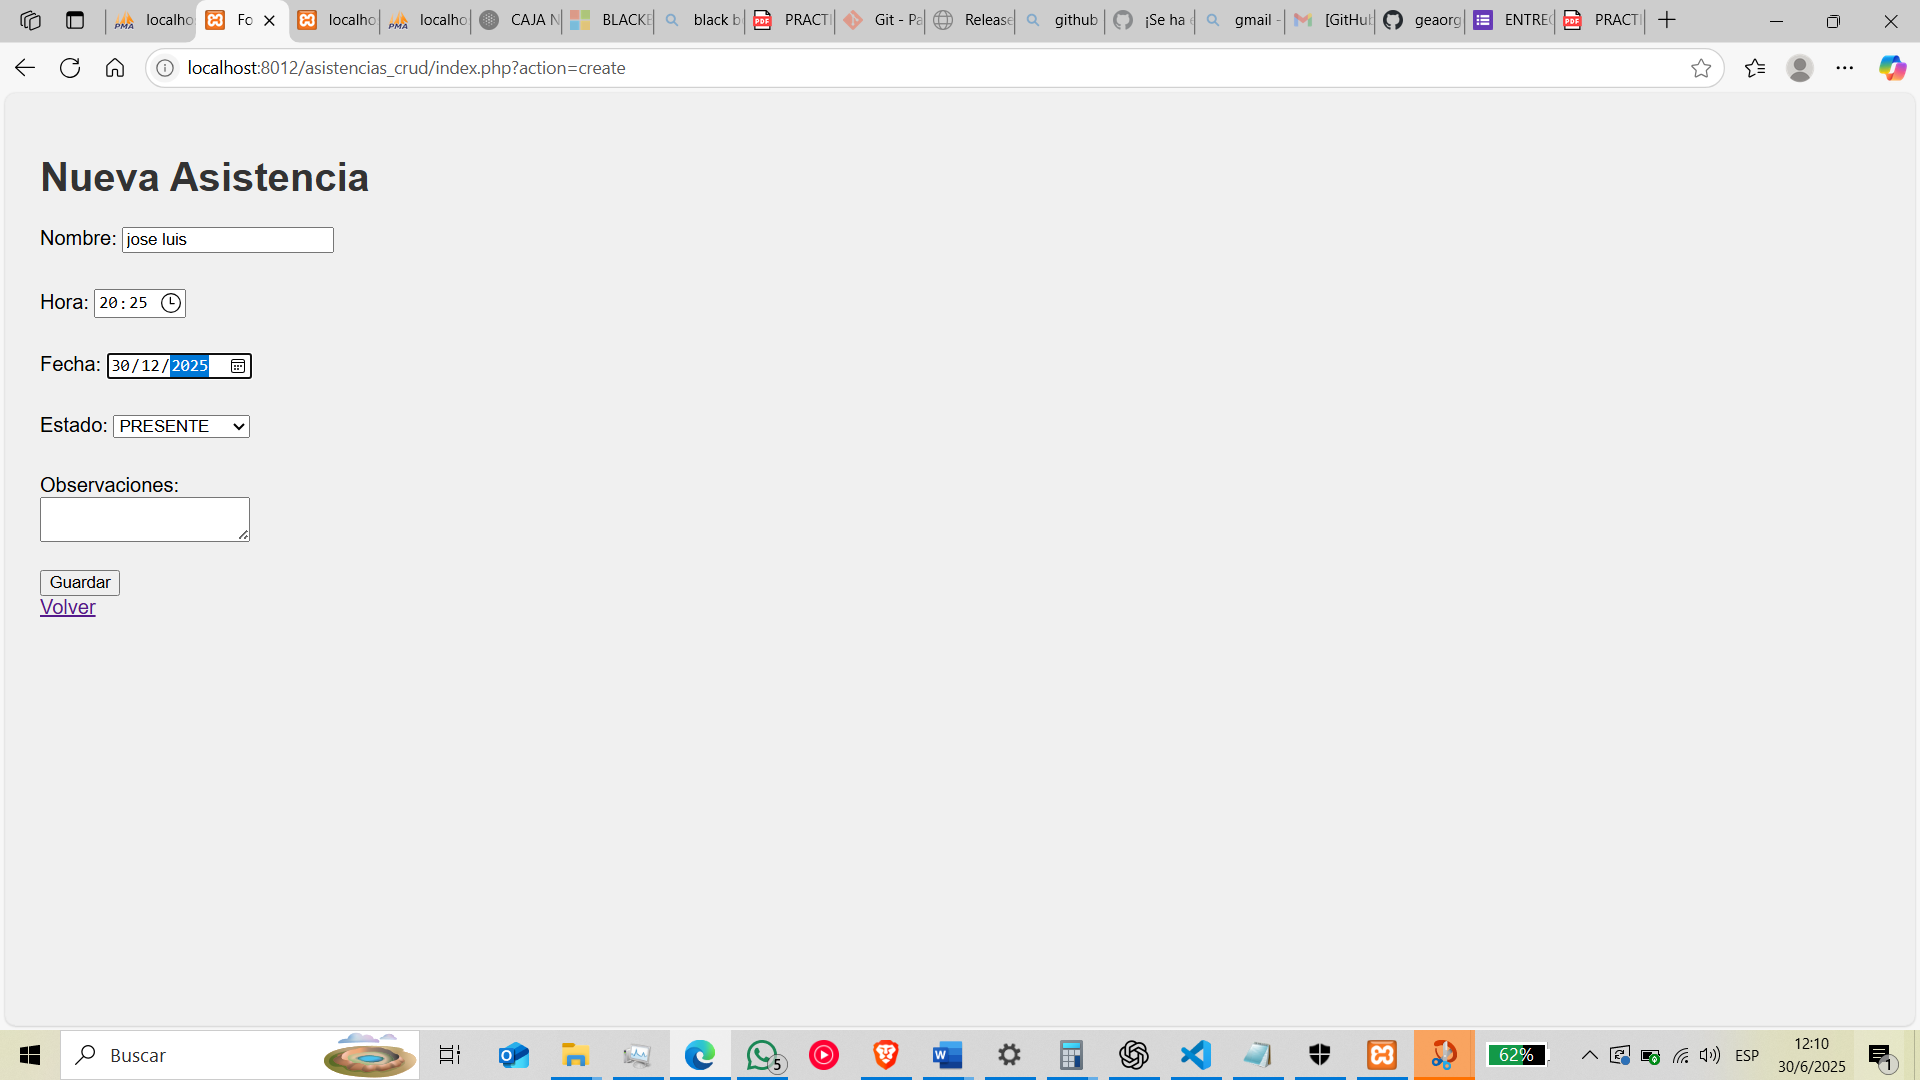 localho
Fo
localho
localho
CAJA N
BLACKE
black b
PRACTI
Git - Pa
Release
github
¡Se ha e
gmail -
[GitHub
geaorg
ENTREG
PRACTI
localhost:8012/asistencias_crud/index.php?action=create
Nueva Asistencia
Nombre: jose luis
Hora: 20:25
Fecha: 30/12/2025
Estado: PRESENTE
Observaciones:
Guardar
Volver
Buscar
5
62%
ESP
12:10
30/6/2025
1